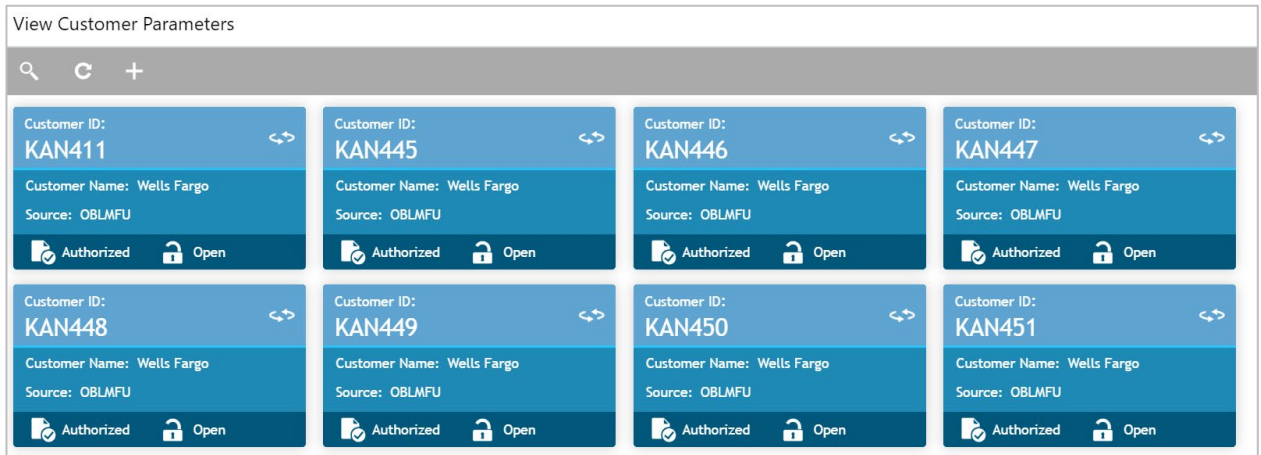 View Customer Parameters
Customer ID:
KAN411
Customer Name: Wells Fargo
Source: OBLMFU
Authorized Open
Customer ID:
KAN445
Customer Name: Wells Fargo
Source: OBLMFU
Authorized Open
Customer ID:
KAN446
Customer Name: Wells Fargo
Source: OBLMFU
Authorized Open
Customer ID:
KAN447
Customer Name: Wells Fargo
Source: OBLMFU
Authorized Open
Customer ID:
KAN448
Customer Name: Wells Fargo
Source: OBLMFU
Authorized Open
Customer ID:
KAN449
Customer Name: Wells Fargo
Source: OBLMFU
Authorized Open
Customer ID:
KAN450
Customer Name: Wells Fargo
Source: OBLMFU
Authorized Open
Customer ID:
KAN451
Customer Name: Wells Fargo
Source: OBLMFU
Authorized Open